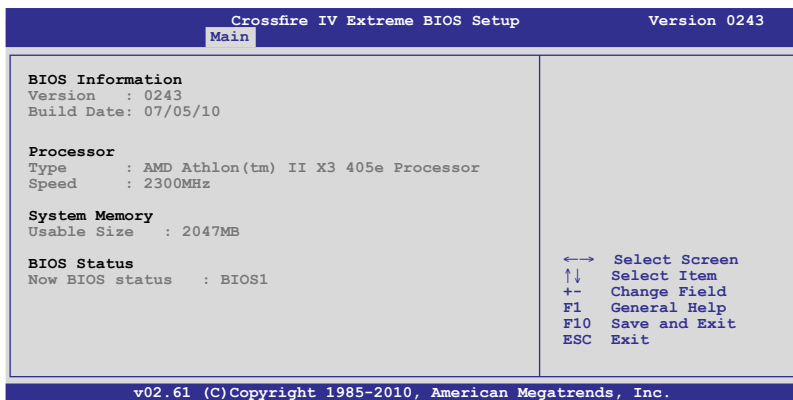 Crossfire IV Extreme BIOS Setup Version 0243
Main
BIOS Information
Version : 0243
Build Date: 07/05/10
Processor
Type : AMD Athlon(tm) II X3 405e Processor
Speed : 2300MHz
System Memory
Usable Size : 2047MB
BIOS Status
Now BIOS status : BIOS1
←→ Select Screen
↑↓ Select Item
+- Change Field
F1 General Help
F10 Save and Exit
ESC Exit
v02.61 (C)Copyright 1985-2010, American Megatrends, Inc.